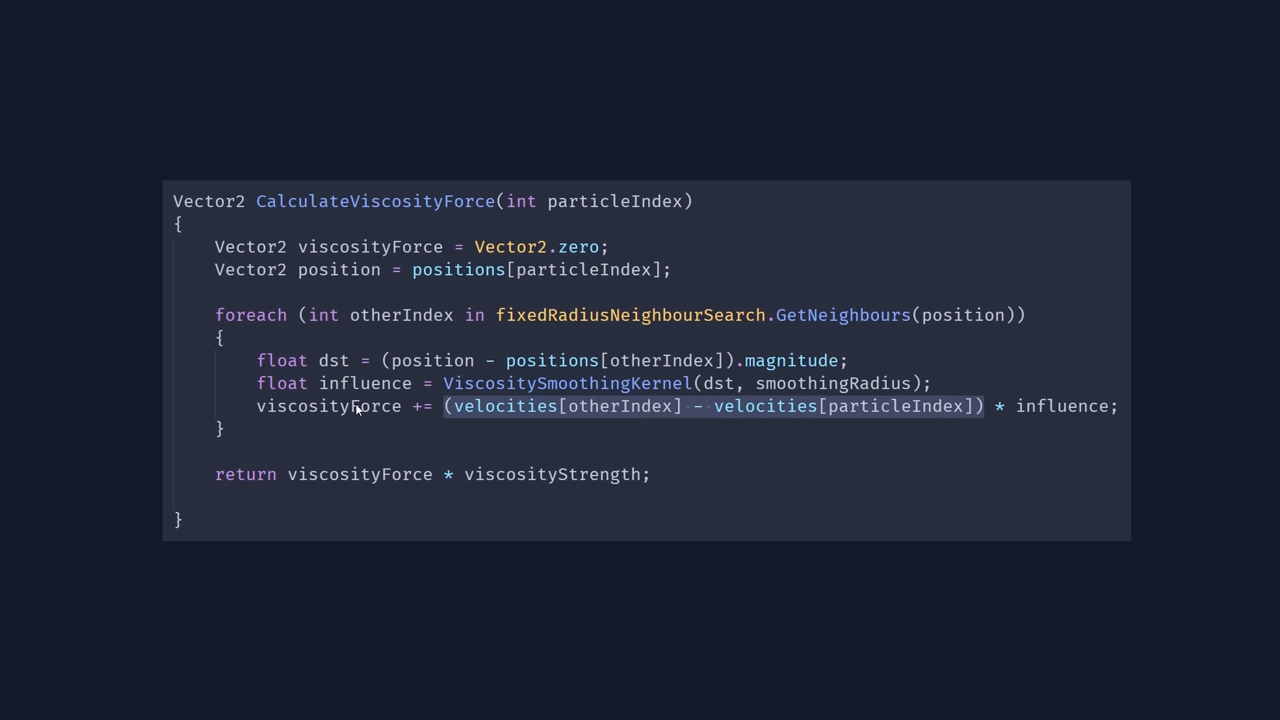 Vector2 CalculateViscosityForce(int particleIndex)
{
    Vector2 viscosityForce = Vector2.zero;
    Vector2 position = positions[particleIndex];
    foreach (int otherIndex in fixedRadiusNeighbourSearch.GetNeighbours(position))
    {
        float dst = (position - positions[otherIndex]).magnitude;
        float influence = ViscositySmoothingKernel(dst, smoothingRadius);
        viscosityForce += (velocities[otherIndex] - velocities[particleIndex]) * influence;
    }
    return viscosityForce * viscosityStrength;
}